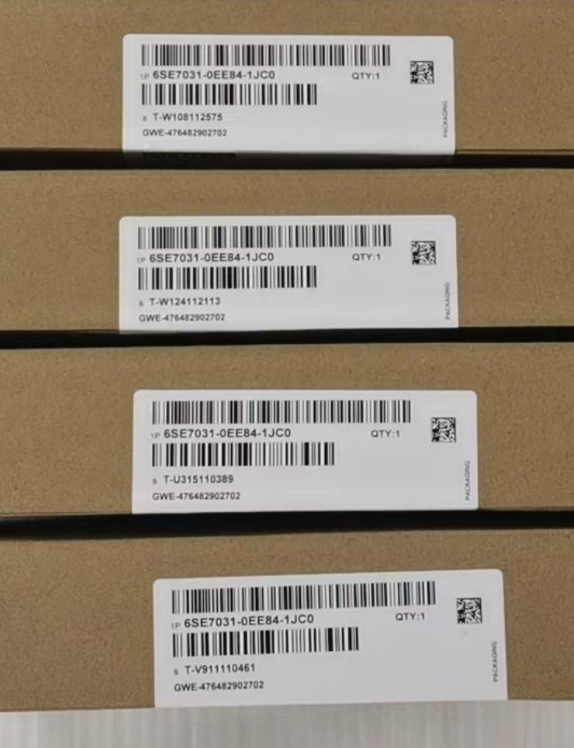 1P 6SE7031-0EE84-1JC0 QTY:1
S T-W108112575
GWE-476482902702
PACKAGING
1P 6SE7031-0EE84-1JC0 QTY:1
S T-W124112113
GWE-476482902702
PACKAGING
1P 6SE7031-0EE84-1JC0 QTY:1
S T-U315110389
GWE-476482902702
PACKAGING
1P 6SE7031-0EE84-1JC0 QTY:1
S T-V911110461
GWE-476482902702
PACKAGING